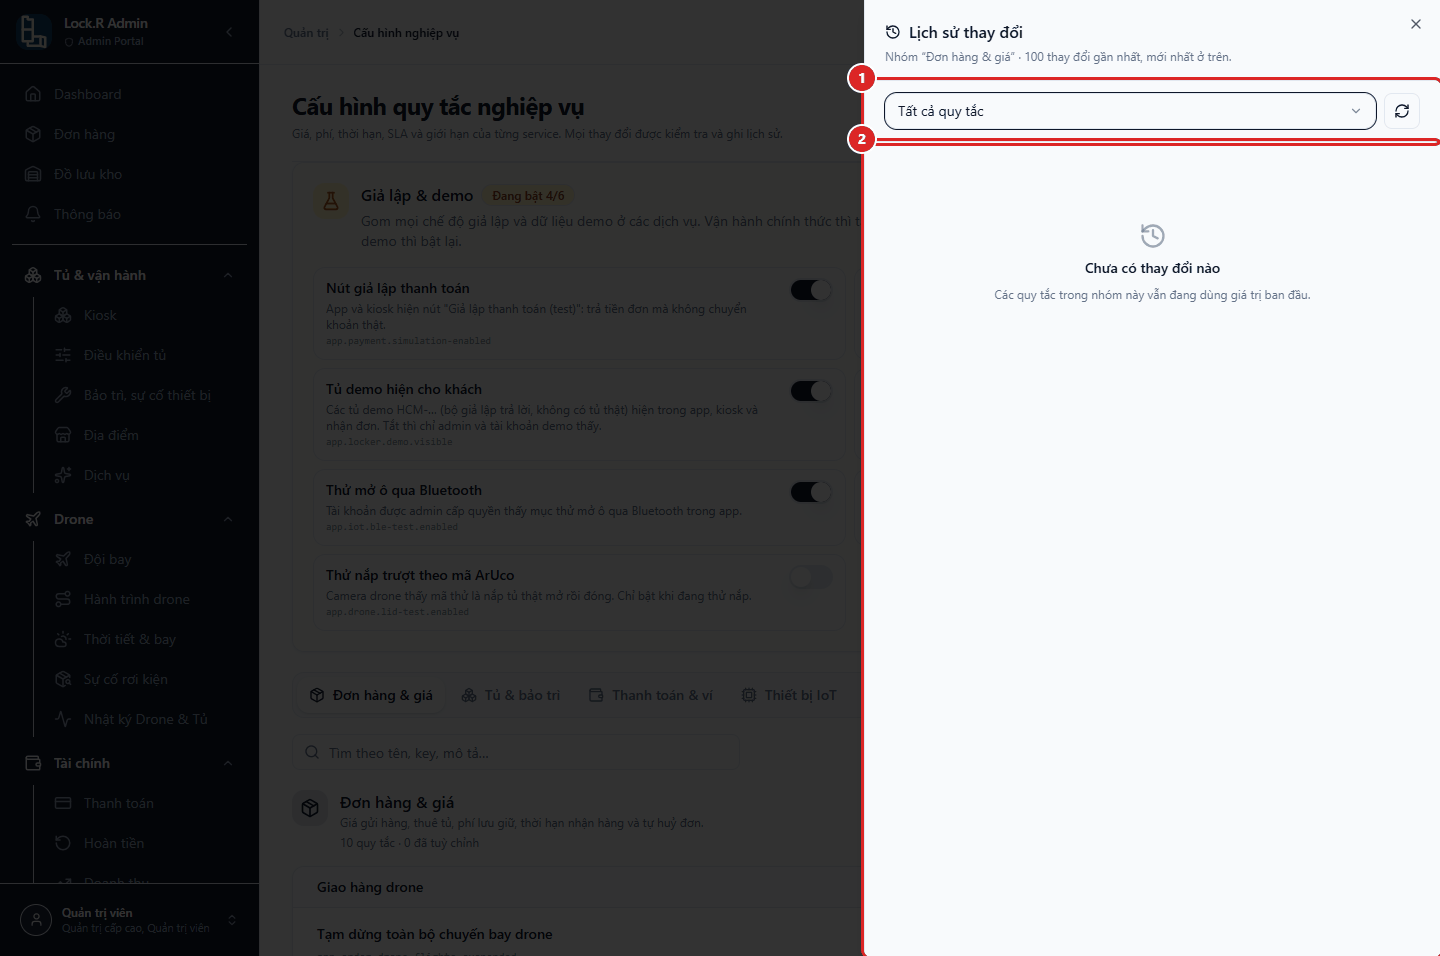 Lock.R Admin
Admin Portal
Dashboard
Đơn hàng
Đồ lưu kho
Thông báo
Tủ & vận hành
Kiosk
Điều khiển tủ
Bảo trì, sự cố thiết bị
Địa điểm
Dịch vụ
Drone
Đội bay
Hành trình drone
Thời tiết & bay
Sự cố rơi kiện
Nhật ký Drone & Tủ
Tài chính
Thanh toán
Hoàn tiền
Doanh thu
Quản trị viên
Quản trị cấp cao, Quản trị viên
Quản trị > Cấu hình nghiệp vụ
Cấu hình quy tắc nghiệp vụ
Giá, phí, thời hạn, SLA và giới hạn của từng service. Mọi thay đổi được kiểm tra và ghi lịch sử.
Giả lập & demo Đang bật 4/6
Gom mọi chế độ giả lập và dữ liệu demo ở các dịch vụ. Vận hành chính thức thì
demo thì bật lại.
Nút giả lập thanh toán
App và kiosk hiện nút "Giả lập thanh toán (test)": trả tiền đơn mà không chuyển
khoản thật.
app.payment.simulation-enabled
Tủ demo hiện cho khách
Các tủ demo HCM-... (bộ giả lập trả lời, không có tủ thật) hiện trong app, kiosk và
nhận đơn. Tắt thì chỉ admin và tài khoản demo thấy.
app.locker.demo.visible
Thử mở ô qua Bluetooth
Tài khoản được admin cấp quyền thấy mục thử mở ô qua Bluetooth trong app.
app.iot.ble-test.enabled
Thử nắp trượt theo mã ArUco
Camera drone thấy mã thử là nắp tủ thật mở rồi đóng. Chỉ bật khi đang thử nắp.
app.drone.lid-test.enabled
Đơn hàng & giá Tủ & bảo trì Thanh toán & ví Thiết bị IoT
Tìm theo tên, key, mô tả...
Đơn hàng & giá
Giá gửi hàng, thuê tủ, phí lưu giữ, thời hạn nhận hàng và tự huỷ đơn.
10 quy tắc · 0 đã tuỳ chỉnh
Giao hàng drone
Tạm dừng toàn bộ chuyến bay drone
Lịch sử thay đổi
Nhóm "Đơn hàng & giá" · 100 thay đổi gần nhất, mới nhất ở trên.
1
Tất cả quy tắc
2
Chưa có thay đổi nào
Các quy tắc trong nhóm này vẫn đang dùng giá trị ban đầu.